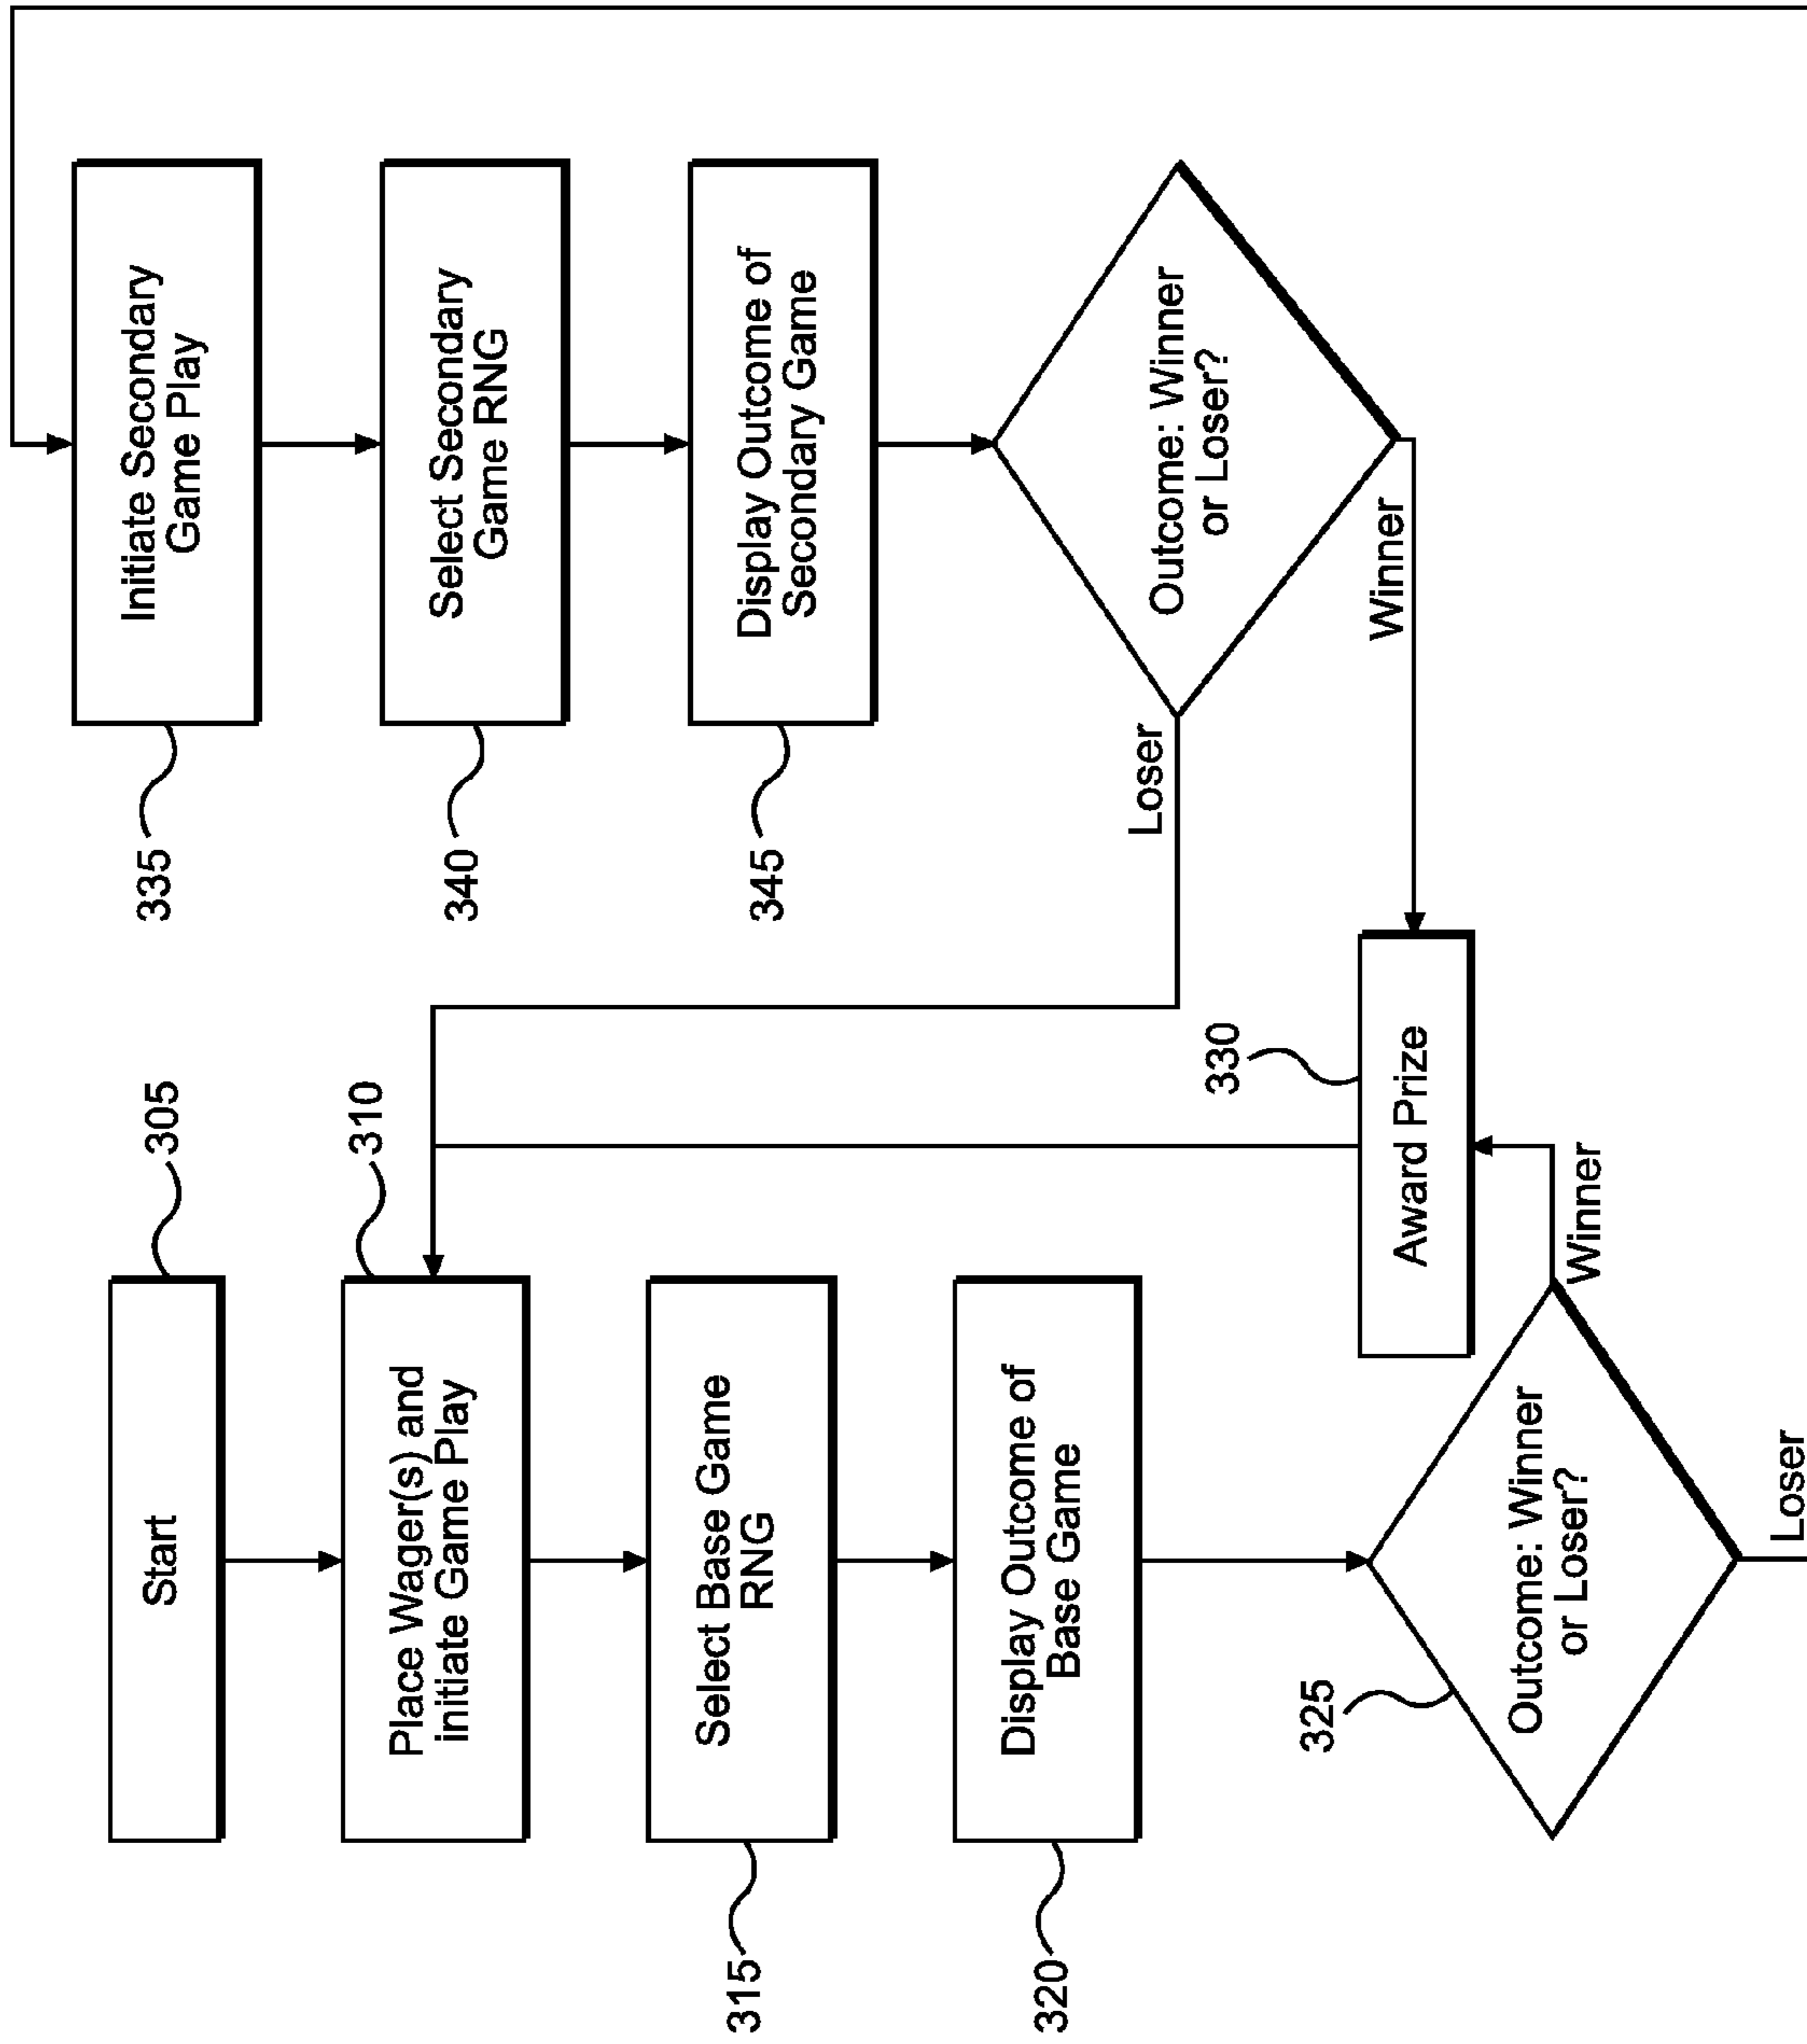 305
Start
310
Place Wager(s) and
initiate Game Play
315
Select Base Game
RNG
320
Display Outcome of
Base Game
325
Outcome: Winner
or Loser?
Winner
Loser
330
Award Prize
335
Initiate Secondary
Game Play
340
Select Secondary
Game RNG
345
Display Outcome of
Secondary Game
Outcome: Winner
or Loser?
Loser
Winner